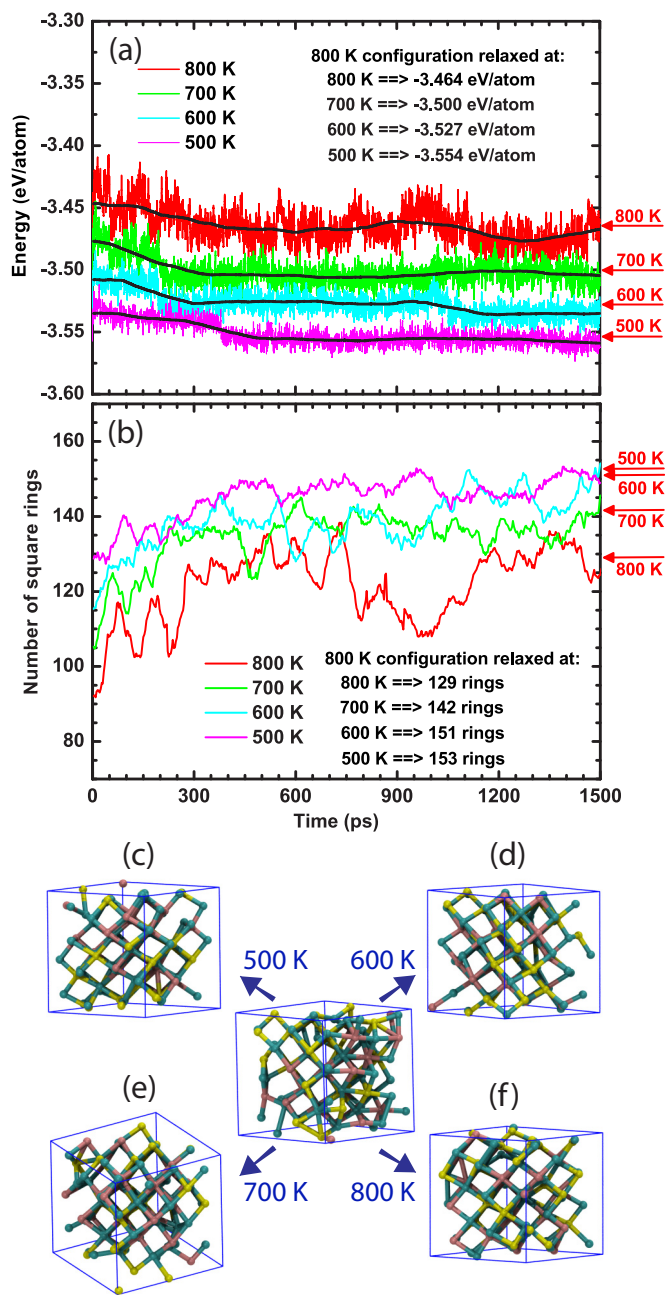 (a)
-3.30
-3.40
-3.45
-3.50
-3.55
-3.60
Energy (eV/atom)
800 K
700 K
600 K
500 K
800 K configuration relaxed at:
800 K ==> -3.464 eV/atom
700 K ==> -3.500 eV/atom
600 K ==> -3.527 eV/atom
500 K ==> -3.554 eV/atom
800 K
700 K
600 K
500 K
(b)
160
140
120
100
80
Number of square rings
500 K
600 K
700 K
800 K
800 K
700 K
600 K
500 K
800 K configuration relaxed at:
800 K ==> 129 rings
700 K ==> 142 rings
600 K ==> 151 rings
500 K ==> 153 rings
0 300 600 900 1200 1500
Time (ps)
(c) (d)
500 K 600 K
(e) (f)
700 K 800 K